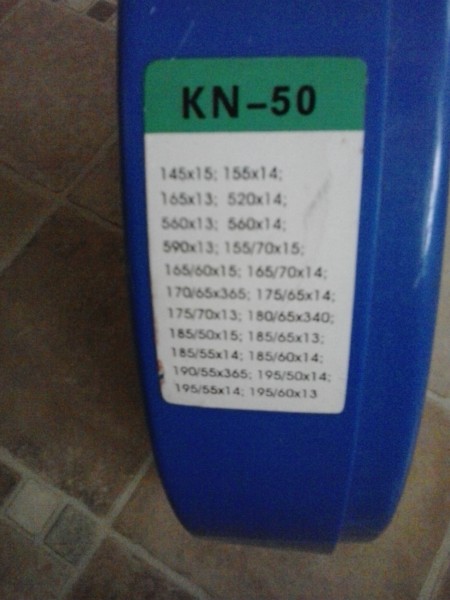 KN-50
145x15; 155x14;
165x13; 520x14;
560x13; 560x14;
590x13; 155/70x15;
165/60x15; 165/70x14;
170/65x365; 175/65x14;
175/70x13; 180/65x340;
185/50x15; 185/65x13;
185/55x14; 185/60x14;
190/55x365; 195/50x14;
195/55x14; 195/60x13